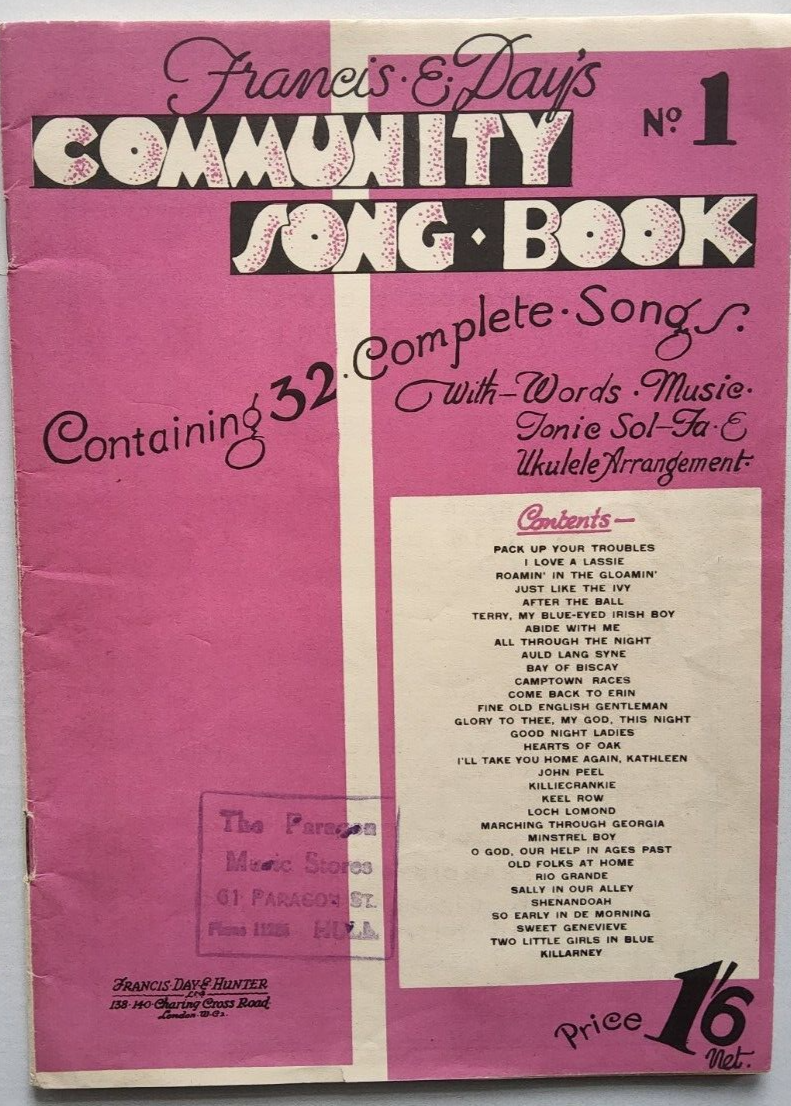 Francis · & · Day's
COMMUNITY
No. 1
SONG · BOOK
Containing 32 · Complete · Songs.
With - Words · Music ·
Tonic Sol-Fa · &
Ukulele Arrangement ·
Contents —
PACK UP YOUR TROUBLES
I LOVE A LASSIE
ROAMIN' IN THE GLOAMIN'
JUST LIKE THE IVY
AFTER THE BALL
TERRY, MY BLUE-EYED IRISH BOY
ABIDE WITH ME
ALL THROUGH THE NIGHT
AULD LANG SYNE
BAY OF BISCAY
CAMPTOWN RACES
COME BACK TO ERIN
FINE OLD ENGLISH GENTLEMAN
GLORY TO THEE, MY GOD, THIS NIGHT
GOOD NIGHT LADIES
HEARTS OF OAK
I'LL TAKE YOU HOME AGAIN, KATHLEEN
JOHN PEEL
KILLIECRANKIE
KEEL ROW
LOCH LOMOND
MARCHING THROUGH GEORGIA
MINSTREL BOY
O GOD, OUR HELP IN AGES PAST
OLD FOLKS AT HOME
RIO GRANDE
SALLY IN OUR ALLEY
SHENANDOAH
SO EARLY IN DE MORNING
SWEET GENEVIEVE
TWO LITTLE GIRLS IN BLUE
KILLARNEY
The Paragon
Music Stores
61 PARAGON ST.
Phone HULL
FRANCIS · DAY & HUNTER
LTD
138·140·Charing Cross Road
London · W·C2.
Price 1'6
Net.